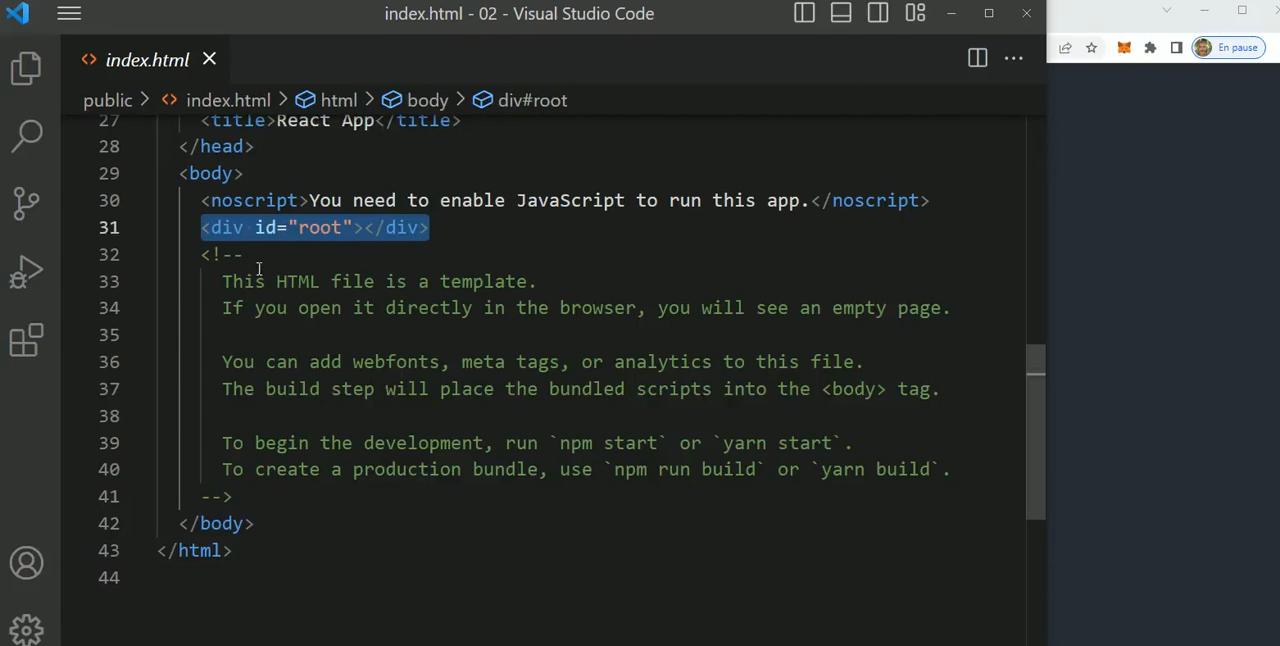 index.html - 02 - Visual Studio Code
index.html
En pause
public > index.html > html > body > div#root
27 <title>React App</title>
28 </head>
29 <body>
30 <noscript>You need to enable JavaScript to run this app.</noscript>
31 <div id="root"></div>
32 <!--
33 This HTML file is a template.
34 If you open it directly in the browser, you will see an empty page.
35
36 You can add webfonts, meta tags, or analytics to this file.
37 The build step will place the bundled scripts into the <body> tag.
38
39 To begin the development, run `npm start` or `yarn start`.
40 To create a production bundle, use `npm run build` or `yarn build`.
41 -->
42 </body>
43 </html>
44